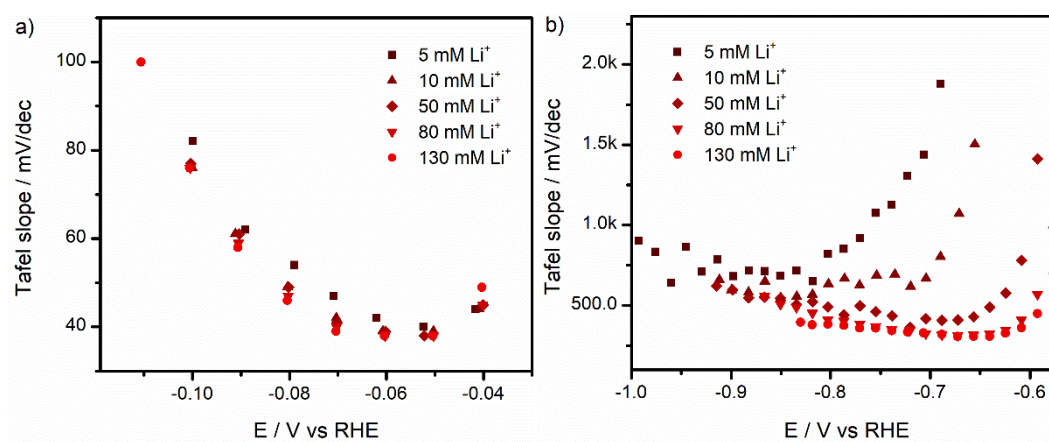 a)
Tafel slope / mV/dec
100
80
60
40
-0.10
-0.08
-0.06
-0.04
E / V vs RHE
5 mM Li⁺
10 mM Li⁺
50 mM Li⁺
80 mM Li⁺
130 mM Li⁺
b)
Tafel slope / mV/dec
2.0k
1.5k
1.0k
500.0
-1.0
-0.9
-0.8
-0.7
-0.6
E / V vs RHE
5 mM Li⁺
10 mM Li⁺
50 mM Li⁺
80 mM Li⁺
130 mM Li⁺